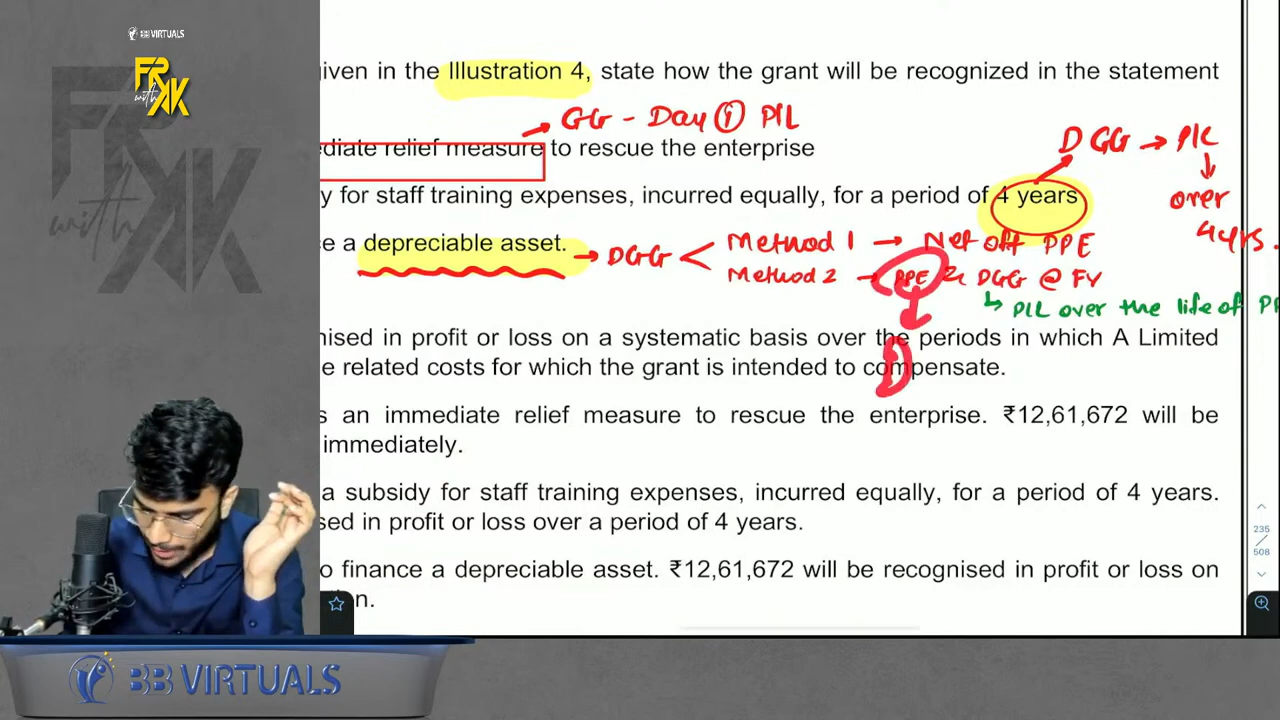 BB VIRTUALS
FR
with
AK
FR
with
AK
given in the Illustration 4, state how the grant will be recognized in the statement
GG - Day ① P/L
diate relief measure to rescue the enterprise
DGG → P/L
↓
over
4 yrs.
y for staff training expenses, incurred equally, for a period of 4 years
e a depreciable asset. → DGG < Method 1 → Net off PPE
Method 2 → PPE & DGG @ FV
↳ P/L over the life of PP
D
nised in profit or loss on a systematic basis over the periods in which A Limited
e related costs for which the grant is intended to compensate.
s an immediate relief measure to rescue the enterprise. ₹12,61,672 will be
immediately.
a subsidy for staff training expenses, incurred equally, for a period of 4 years.
sed in profit or loss over a period of 4 years.
o finance a depreciable asset. ₹12,61,672 will be recognised in profit or loss on
n.
235
/
508
BB VIRTUALS